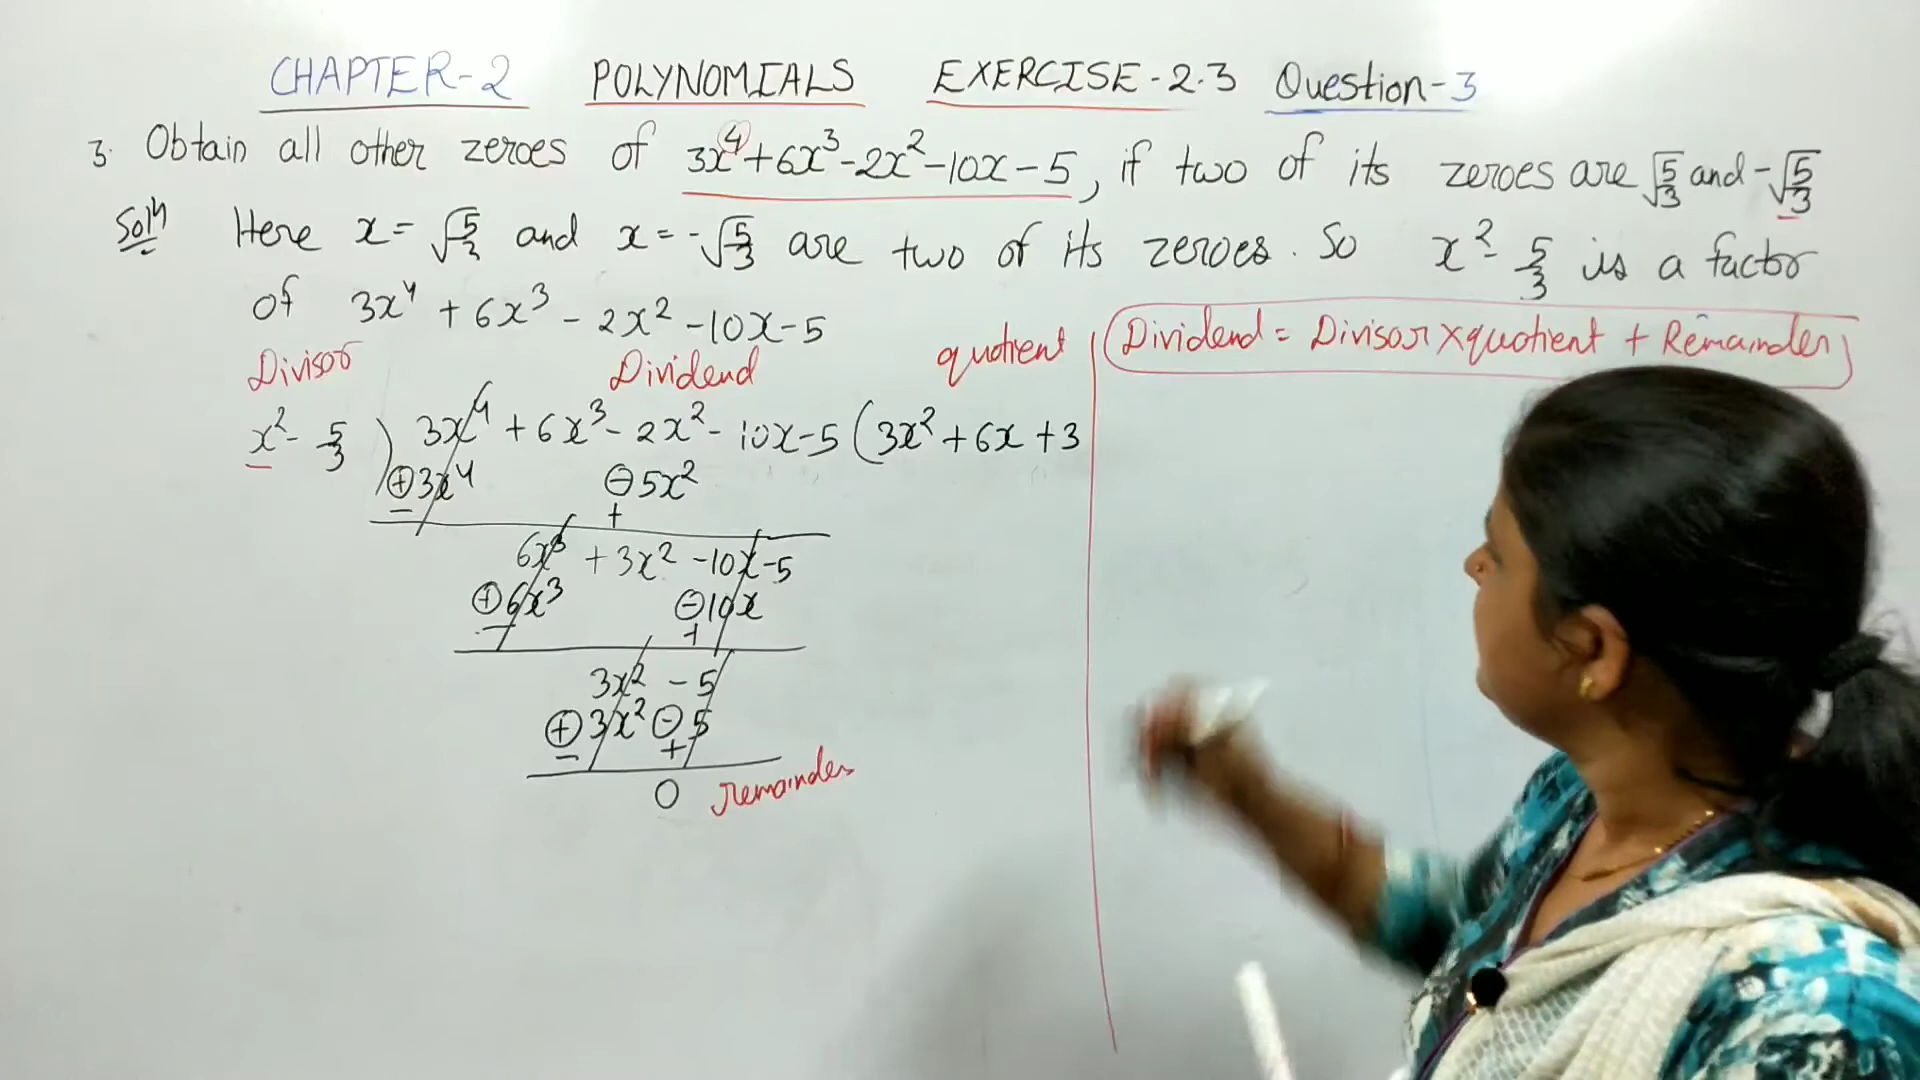 CHAPTER-2 POLYNOMIALS EXERCISE-2.3 Question-3
3. Obtain all other zeroes of 3x⁴+6x³-2x²-10x-5, if two of its zeroes are √5/3 and -√5/3
Solⁿ Here x=√5/3 and x=-√5/3 are two of its zeroes. So x²-5/3 is a factor
of 3x⁴+6x³-2x²-10x-5
Divisor Dividend quotient
x²-5/3 ) 3x⁴+6x³-2x²-10x-5 ( 3x²+6x+3
⊕3x⁴ ⊖5x²
- +
6x³+3x²-10x-5
⊕6x³ ⊖10x
- +
3x²-5
⊕3x²⊖5
- +
0 remainder
Dividend = Divisor×quotient + Remainder